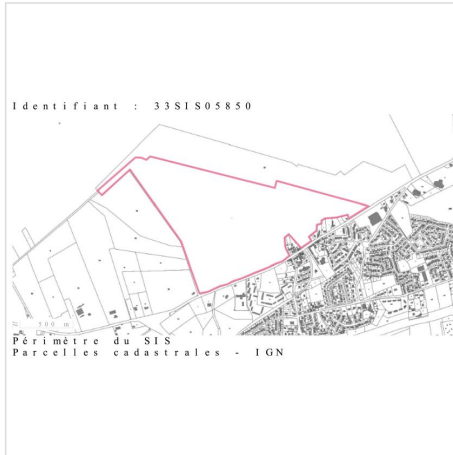 Identifiant : 33SIS05850
500 m
Périmètre du SIS
Parcelles cadastrales - IGN